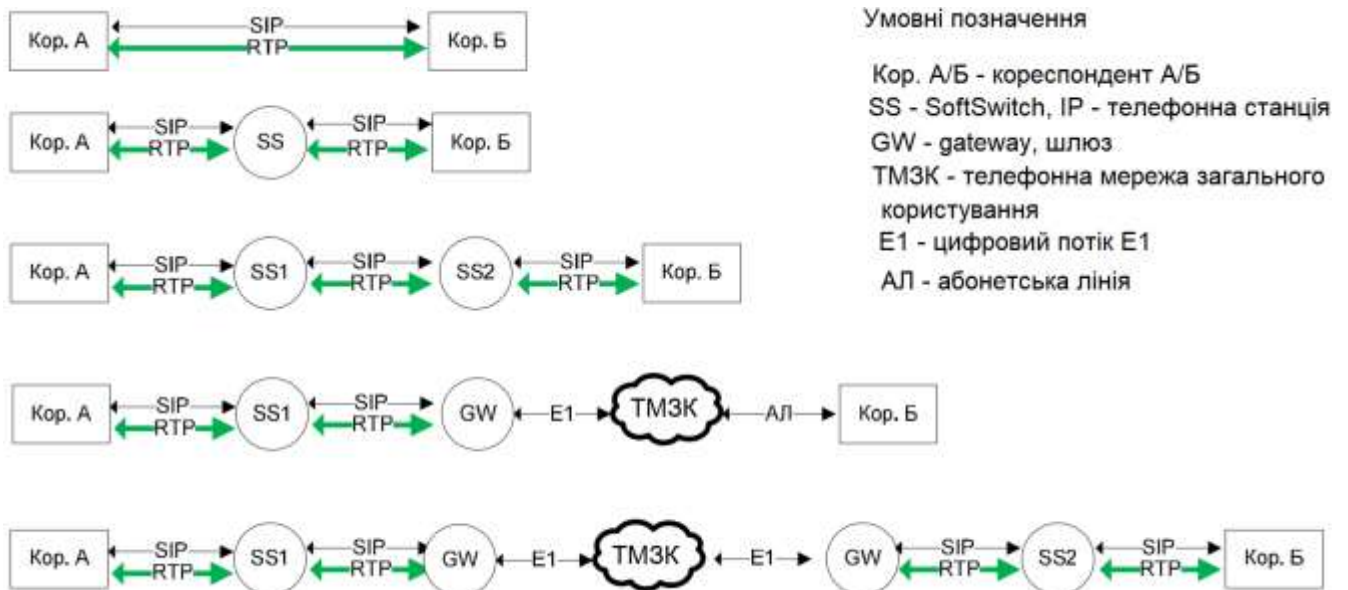 Умовні позначення
Кор. А/Б - кореспондент А/Б
SS - SoftSwitch, IP - телефонна станція
GW - gateway, шлюз
ТМЗК - телефонна мережа загального
користування
Е1 - цифровий потік Е1
АЛ - абонетська лінія
Кор. А SIP RTP Кор. Б
Кор. А SIP RTP SS SIP RTP Кор. Б
Кор. А SIP RTP SS1 SIP RTP SS2 SIP RTP Кор. Б
Кор. А SIP RTP SS1 SIP RTP GW E1 ТМЗК АЛ Кор. Б
Кор. А SIP RTP SS1 SIP RTP GW E1 ТМЗК E1 GW SIP RTP SS2 SIP RTP Кор. Б